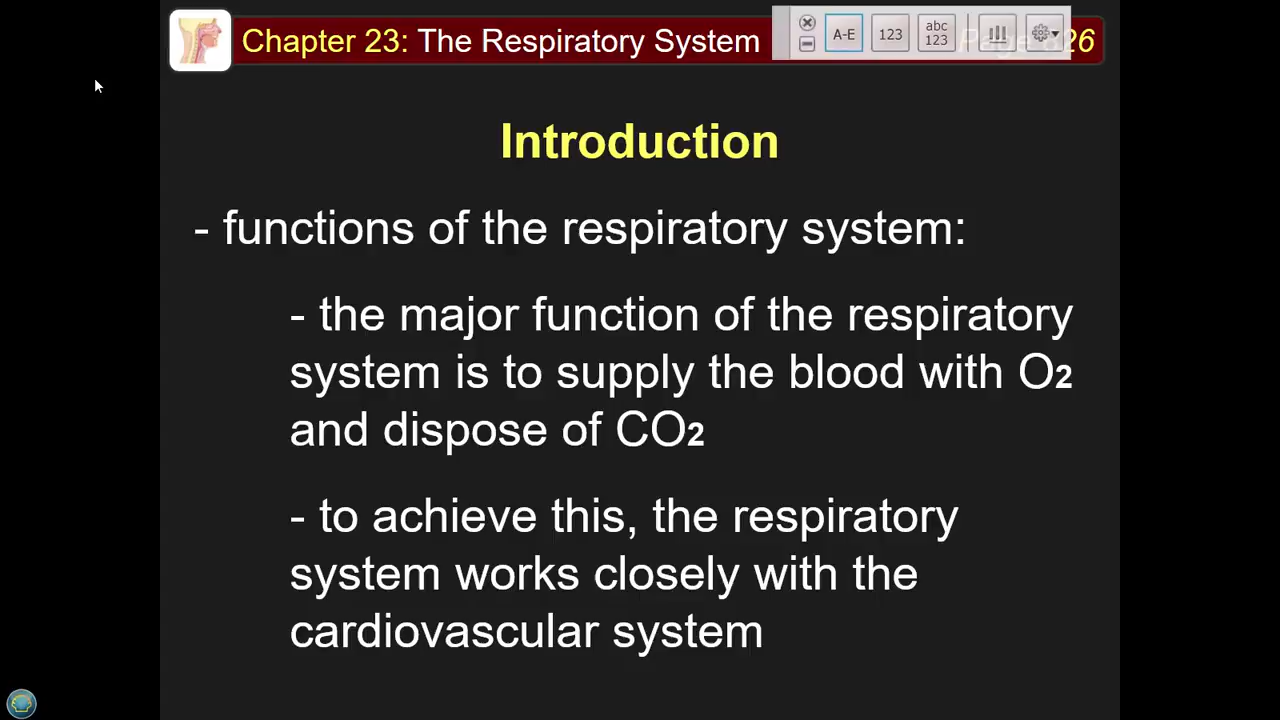 Chapter 23: The Respiratory System
A-E
123
abc
123
26
Introduction
- functions of the respiratory system:
- the major function of the respiratory
system is to supply the blood with O2
and dispose of CO2
- to achieve this, the respiratory
system works closely with the
cardiovascular system